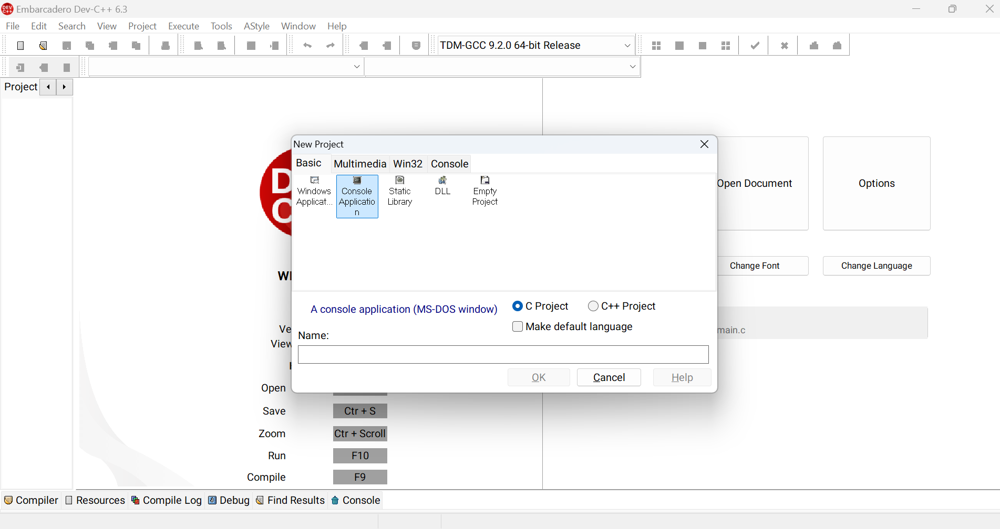 Embarcadero Dev-C++ 6.3
File Edit Search View Project Execute Tools AStyle Window Help
TDM-GCC 9.2.0 64-bit Release
Project
New Project
Basic Multimedia Win32 Console
Windows Applicat...
Console
Applicatio
n
Static
Library
DLL
Empty
Project
Open Document
Options
Change Font
Change Language
A console application (MS-DOS window)
C Project
C++ Project
Make default language
main.c
Name:
OK Cancel Help
WE
Ve
View
Open
Save Ctr + S
Zoom Ctr + Scroll
Run F10
Compile F9
Compiler Resources Compile Log Debug Find Results Console